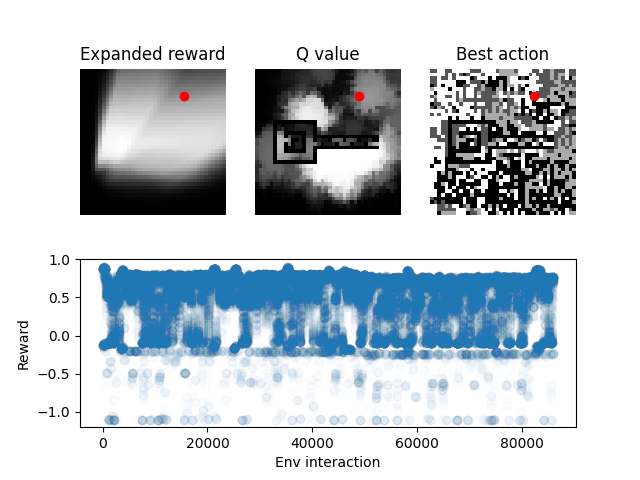 Expanded reward
Q value
Best action
1.0
0.5
0.0
−0.5
−1.0
Reward
0
20000
40000
60000
80000
Env interaction